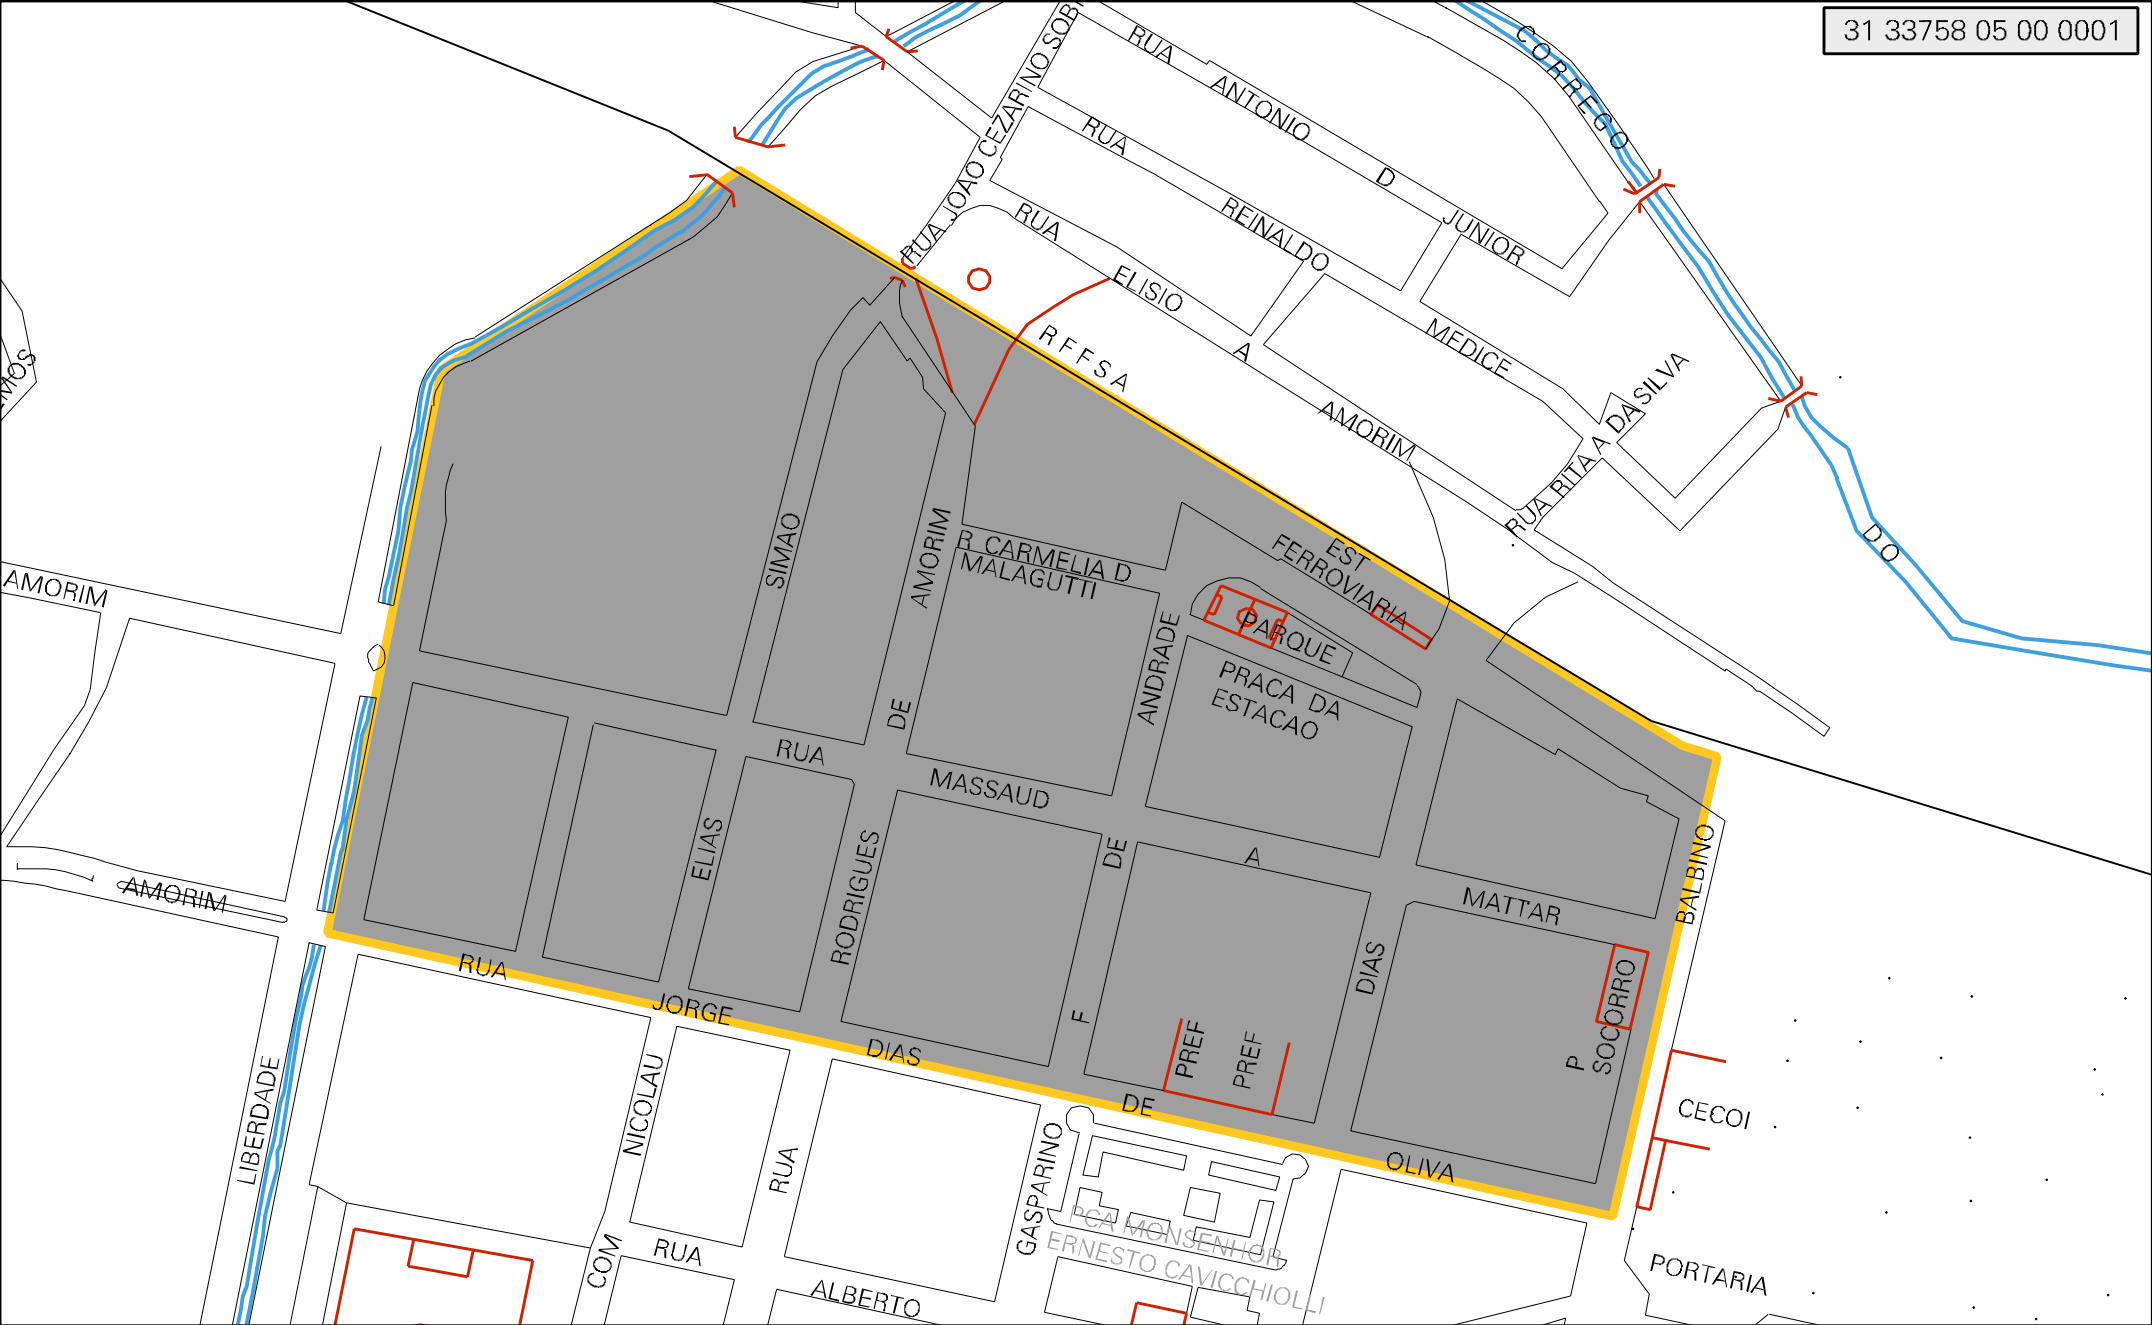 31 33758 05 00 0001
CORREGO
DO
RUA JOAO CEZARINO
RUA ANTONIO D JUNIOR
RUA REINALDO MEDICE
RUA ELISIO A AMORIM
RUA RITA A DA SILVA
RFFSA
AMORIM
AMORIM
SIMAO
ELIAS
AMORIM
DE
RODRIGUES
R CARMELIA D
MALAGUTTI
EST
FERROVIARIA
PARQUE
PRACA DA
ESTACAO
ANDRADE
DE
F
RUA MASSAUD A MATTAR
DIAS
BALBINO
P SOCORRO
PREF
PREF
CECOI
RUA JORGE DIAS DE OLIVA
LIBERDADE
NICOLAU
COM
RUA
GASPARINO
PCA MONSENHOR
ERNESTO CAVICCHIOLLI
RUA ALBERTO
PORTARIA